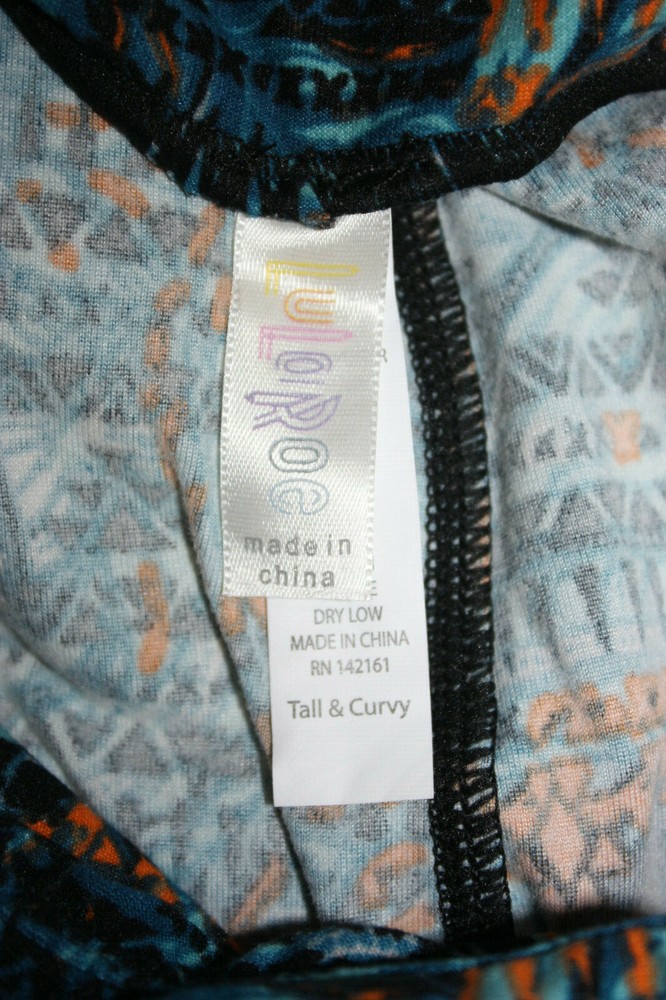 LuLaRoe
made in
china
R
DRY LOW
MADE IN CHINA
RN 142161
Tall & Curvy